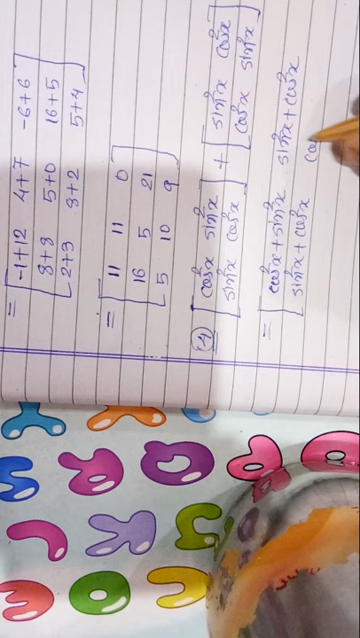 = [ -1+12 4+7 -6+6
8+8 5+0 16+5
2+3 8+2 5+4 ]
= [ 11 11 0
16 5 21
5 10 9 ]
(4) [ cos²x sin²x
sin²x cos²x ] + [ sin²x cos²x
cos²x sin²x ]
= [ cos²x+sin²x sin²x+cos²x
sin²x+cos²x cos